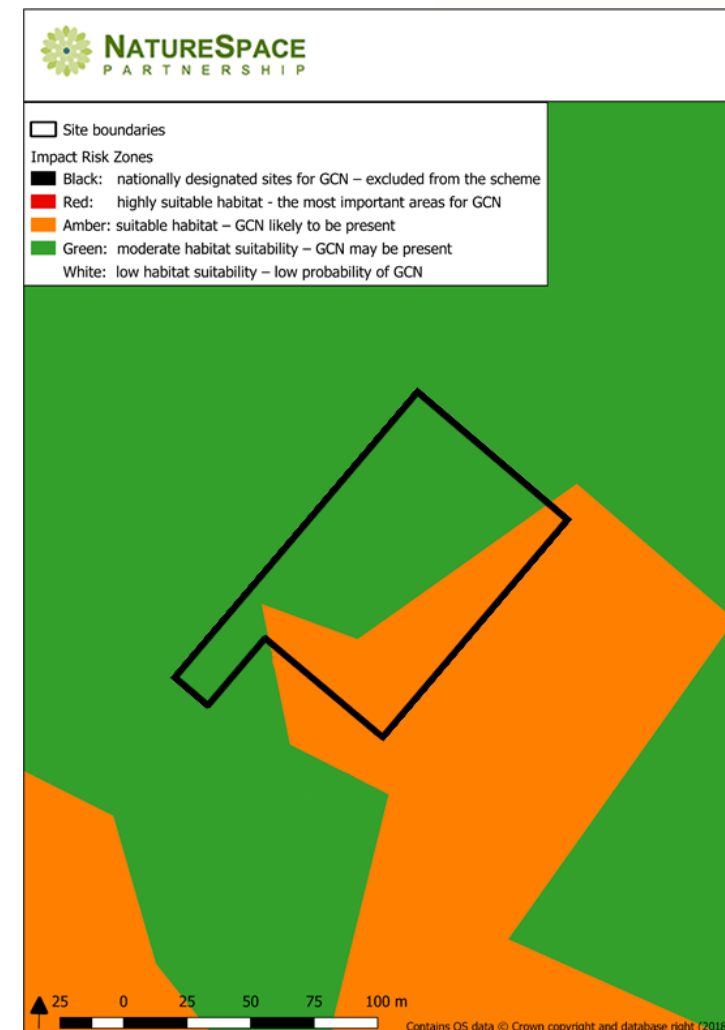 NATURESPACE
PARTNERSHIP
Site boundaries
Impact Risk Zones
Black: nationally designated sites for GCN – excluded from the scheme
Red: highly suitable habitat - the most important areas for GCN
Amber: suitable habitat – GCN likely to be present
Green: moderate habitat suitability – GCN may be present
White: low habitat suitability – low probability of GCN
25 0 25 50 75 100 m
Contains OS data © Crown copyright and database right